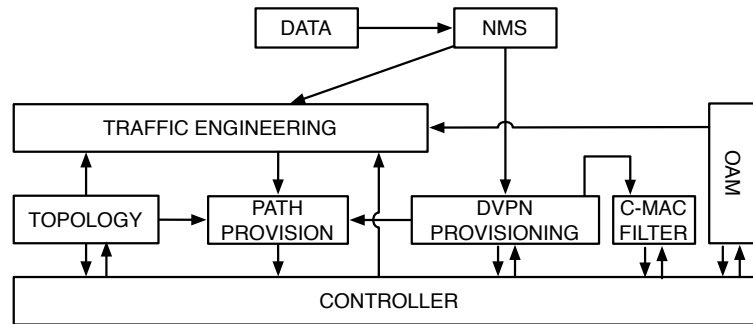 DATA
NMS
TRAFFIC ENGINEERING
OAM
TOPOLOGY
PATH
PROVISION
DVPN
PROVISIONING
C-MAC
FILTER
CONTROLLER